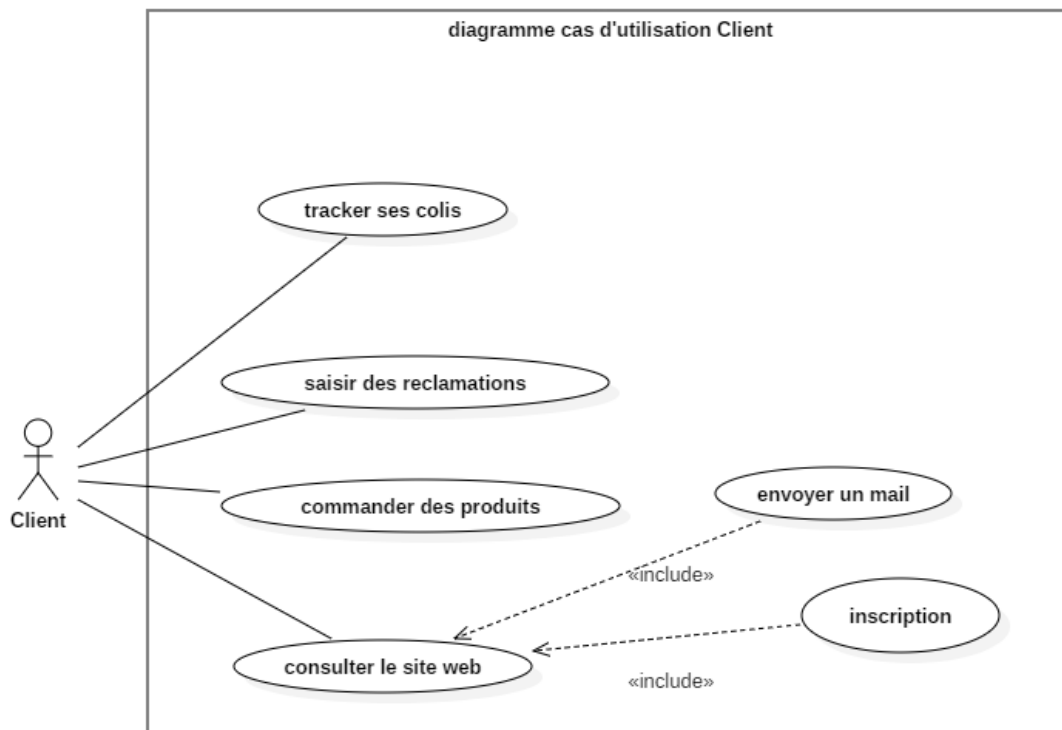 diagramme cas d'utilisation Client
tracker ses colis
saisir des reclamations
Client
commander des produits
envoyer un mail
«include»
inscription
consulter le site web
«include»